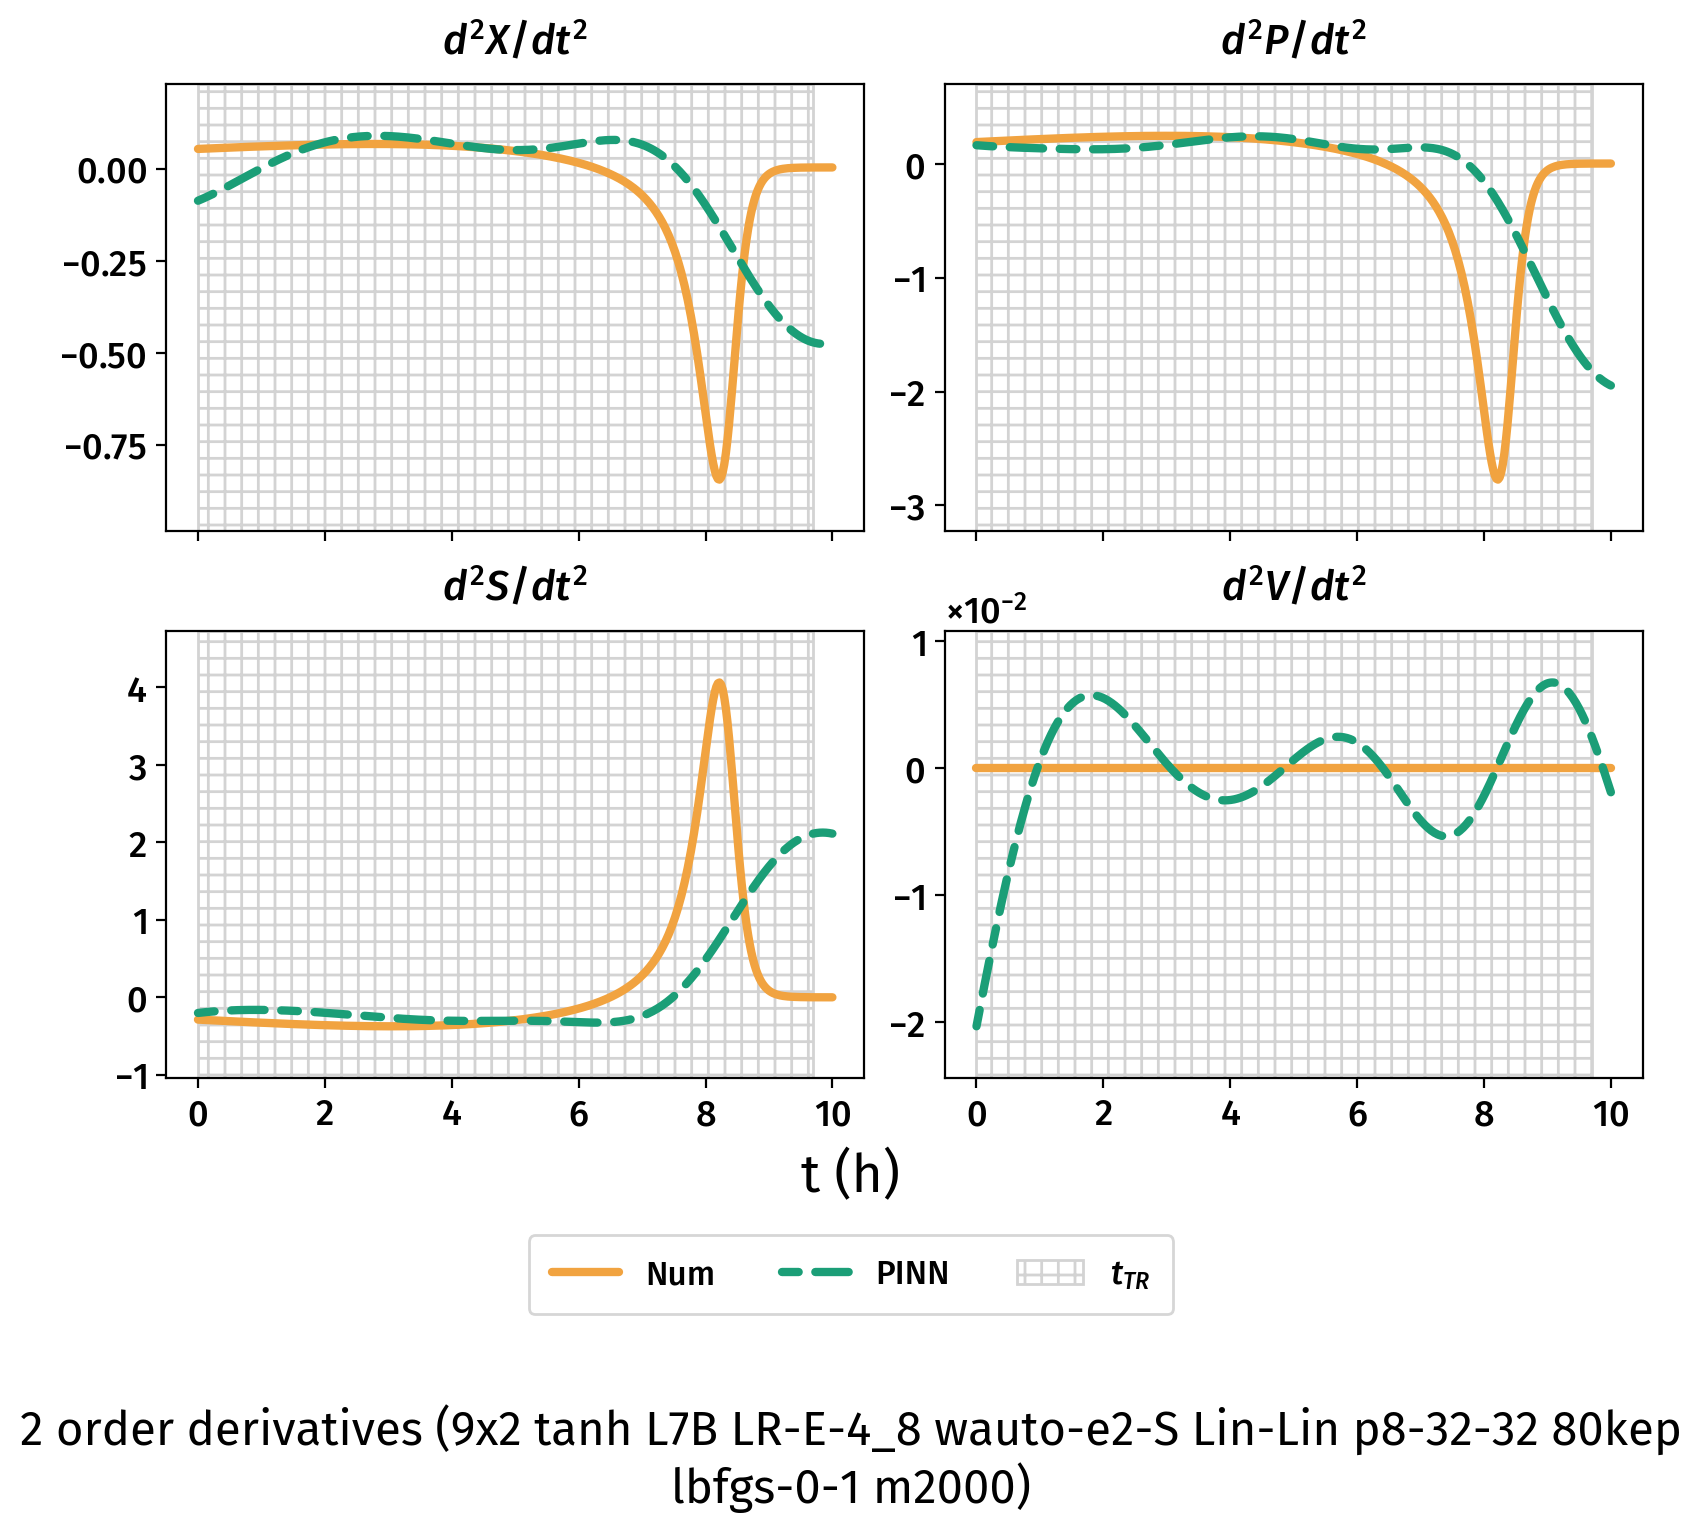 d²X/dt²
d²P/dt²
0.00
−0.25
−0.50
−0.75
0
−1
−2
−3
d²S/dt²
d²V/dt²
×10⁻²
4
3
2
1
0
−1
1
0
−1
−2
0 2 4 6 8 10
0 2 4 6 8 10
t (h)
Num PINN t_TR
2 order derivatives (9x2 tanh L7B LR-E-4_8 wauto-e2-S Lin-Lin p8-32-32 80kep
lbfgs-0-1 m2000)